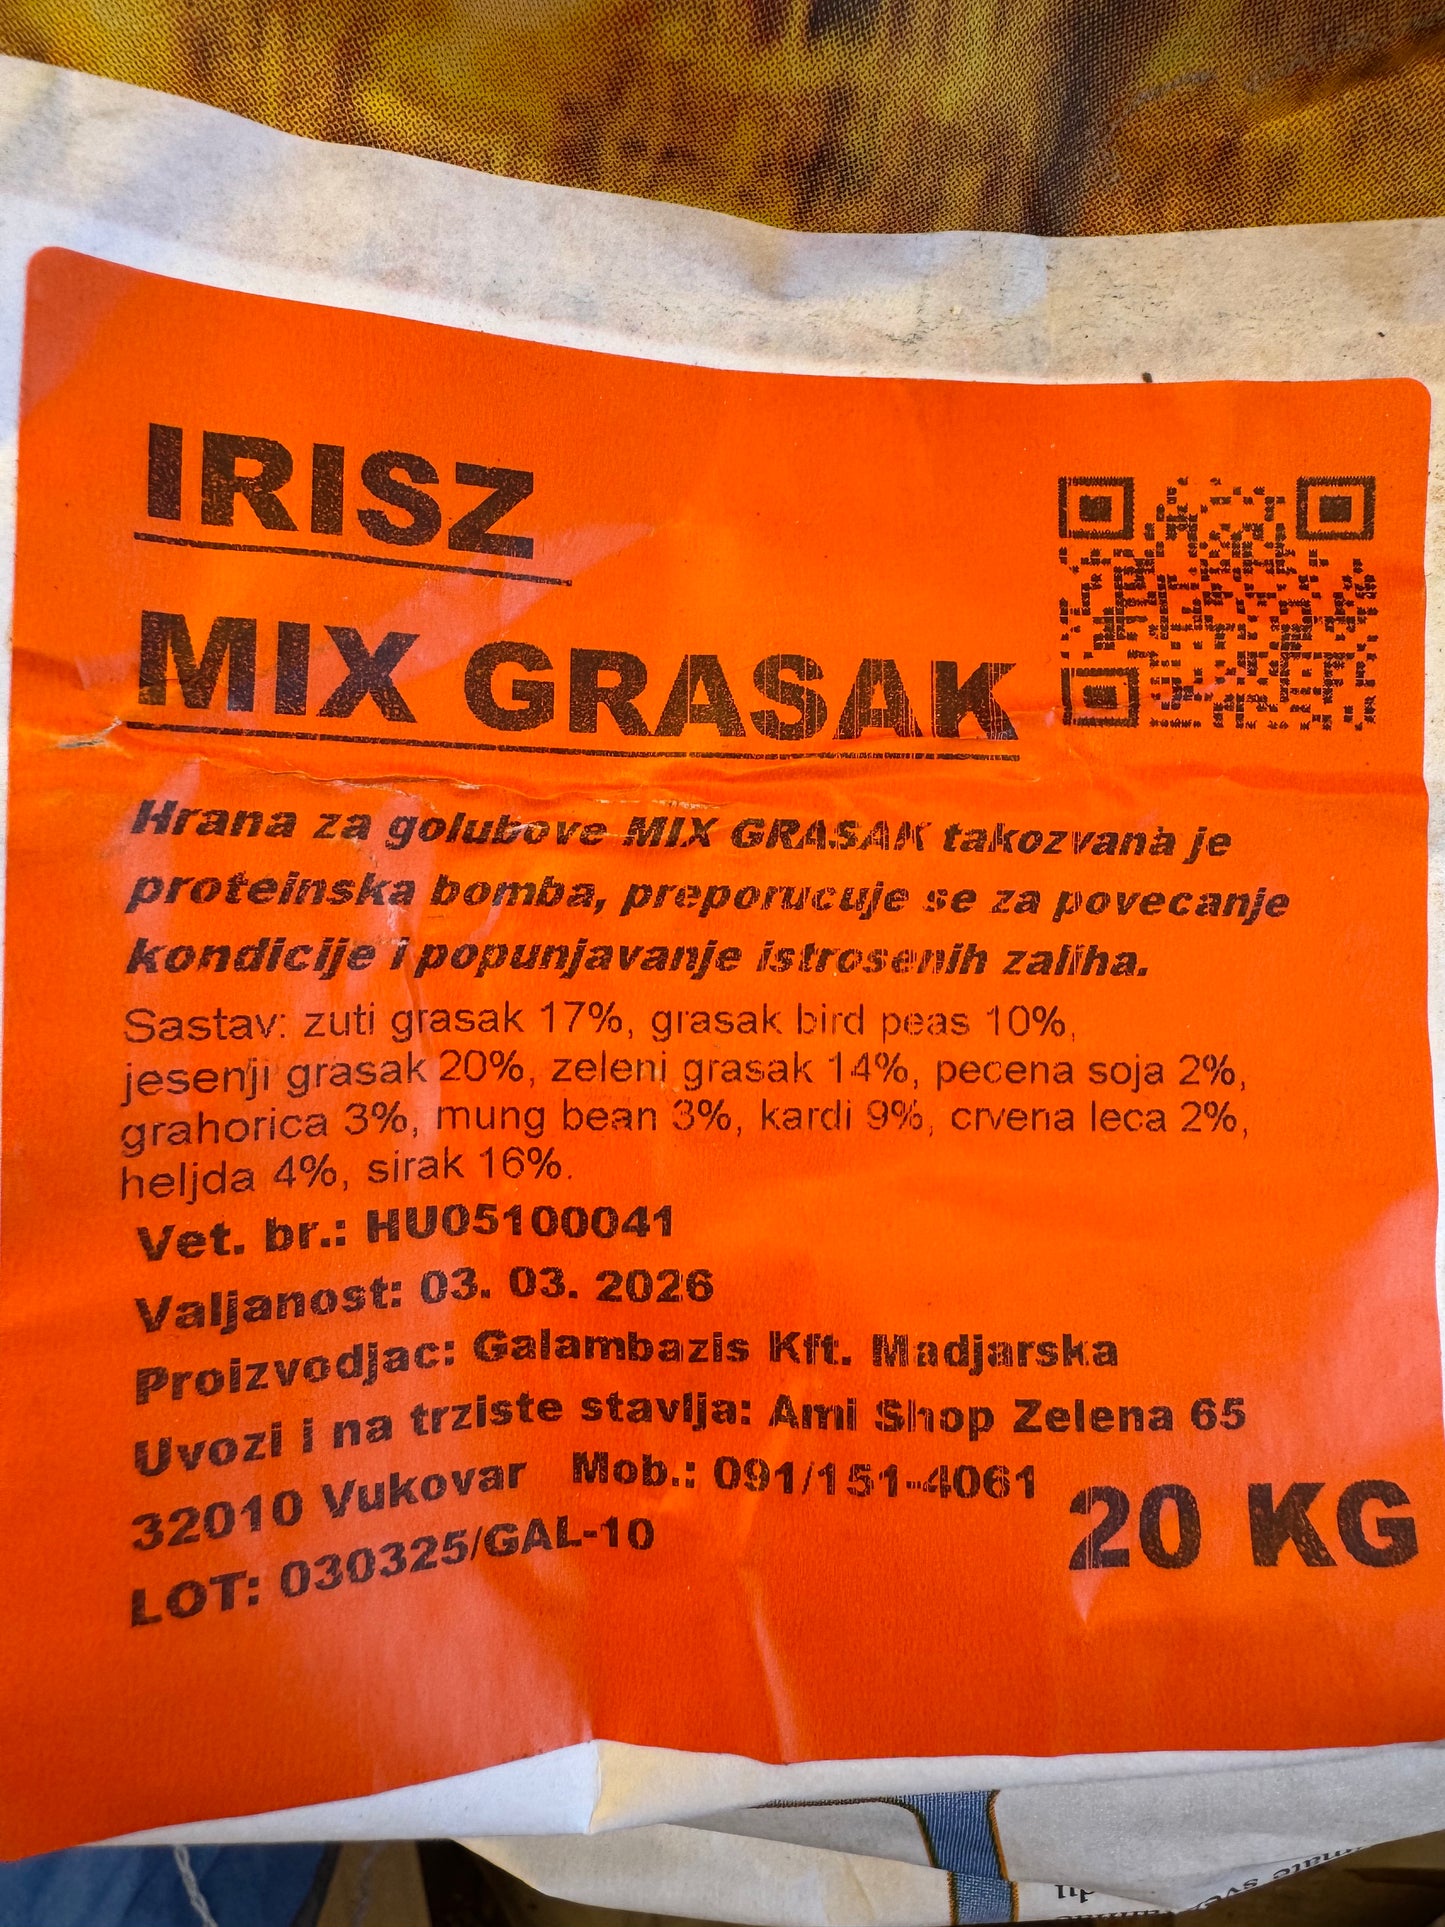 IRISZ
MIX GRASAK
Hrana za golubove MIX GRASAK takozvana je
proteinska bomba, preporucuje se za povecanje
kondicije i popunjavanje istrosenih zaliha.
Sastav: zuti grasak 17%, grasak bird peas 10%,
jesenji grasak 20%, zeleni grasak 14%, pecena soja 2%,
grahorica 3%, mung bean 3%, kardi 9%, crvena leca 2%,
heljda 4%, sirak 16%.
Vet. br.: HU05100041
Valjanost: 03. 03. 2026
Proizvodjac: Galambazis Kft. Madjarska
Uvozi i na trziste stavlja: Ami Shop Zelena 65
32010 Vukovar Mob.: 091/151-4061
20 KG
LOT: 030325/GAL-10